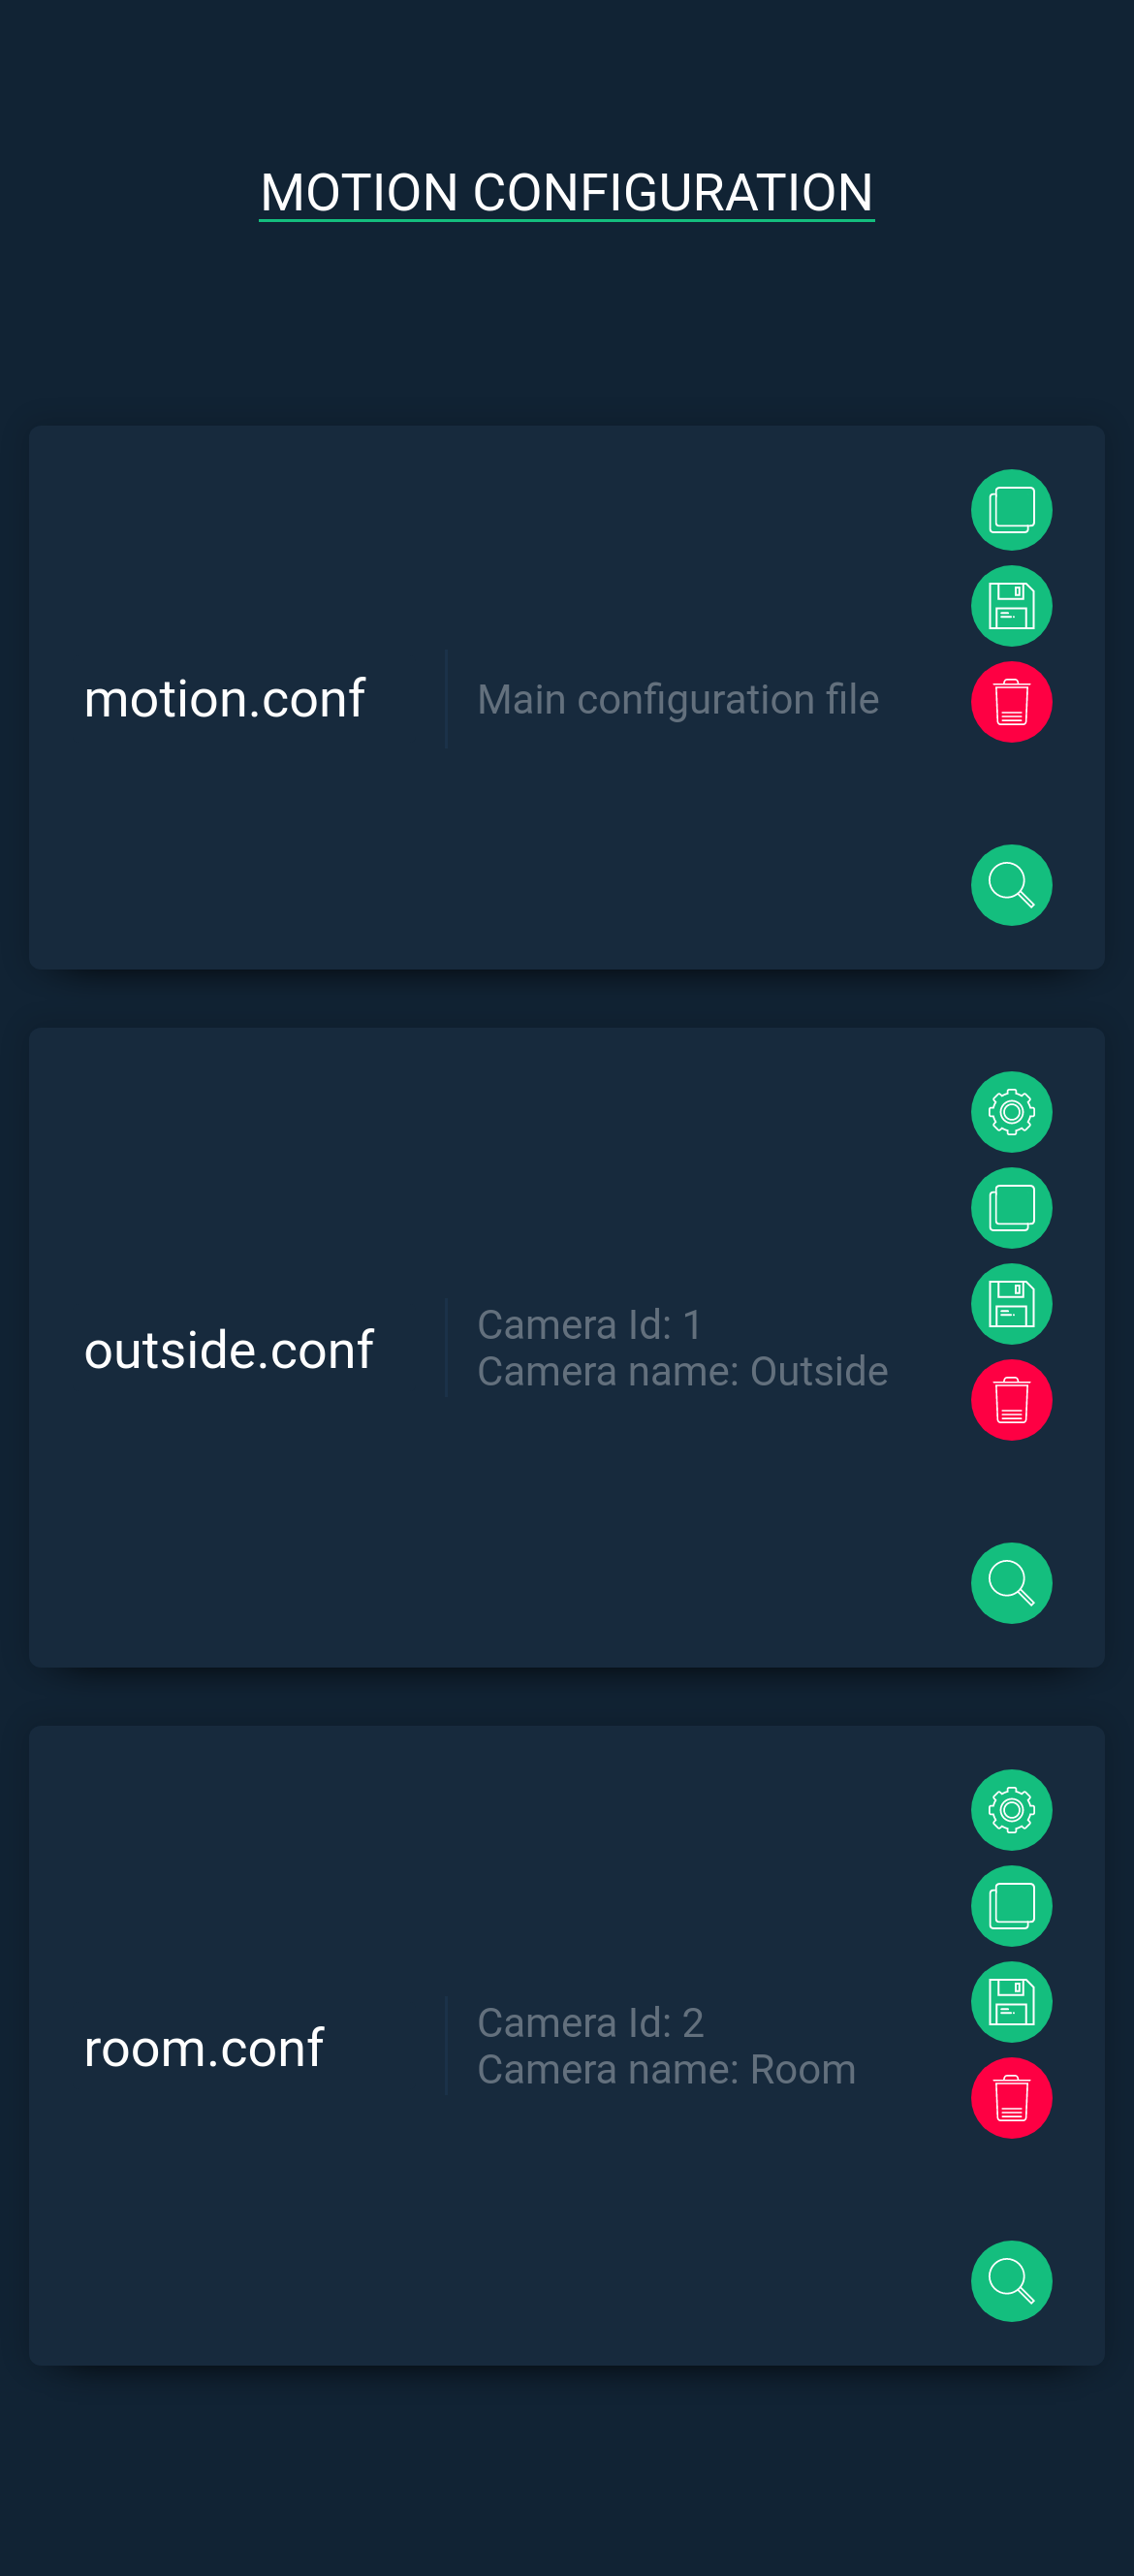 MOTION CONFIGURATION
motion.conf
Main configuration file
outside.conf
Camera Id: 1
Camera name: Outside
room.conf
Camera Id: 2
Camera name: Room